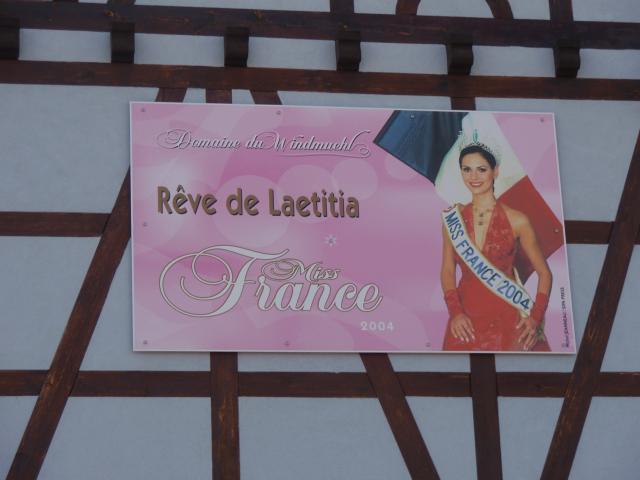 Domaine du Windmuehl
Rêve de Laetitia
Miss
France
2004
MISS FRANCE 2004